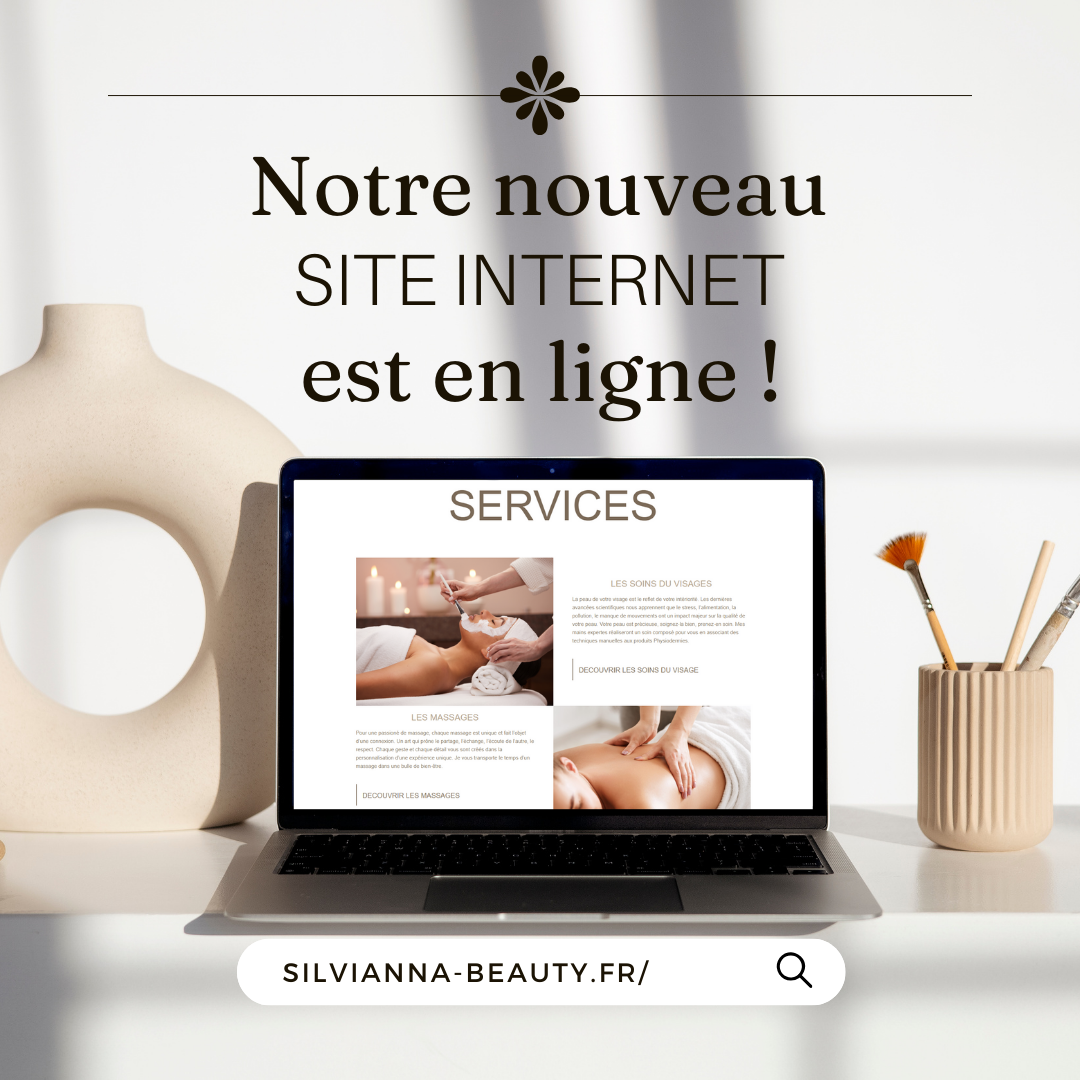 Notre nouveau
SITE INTERNET
est en ligne !
SERVICES
LES SOINS DU VISAGES
La peau de votre visage est le reflet de votre intériorité. Les dernières
avancées scientifiques nous apprennent que le stress, l'alimentation, la
pollution, le manque de mouvements ont un impact majeur sur la qualité de
votre peau. Votre peau est précieuse, soignez la bien, prenez-en soin. Mes
mains expertes réaliseront un soin composé pour vous en associant des
techniques manuelles aux produits Physiodermies.
DECOUVRIR LES SOINS DU VISAGE
LES MASSAGES
Pour une passionné de massage, chaque massage est unique et fait l'objet
d'une connexion. Un art qui prône le partage, l'échange, l'écoute de l'autre, le
respect. Chaque geste et chaque détail vous sont créés dans la
personnalisation d'une expérience unique. Je vous transporte le temps d'un
massage dans une bulle de bien-être.
DECOUVRIR LES MASSAGES
SILVIANNA-BEAUTY.FR/